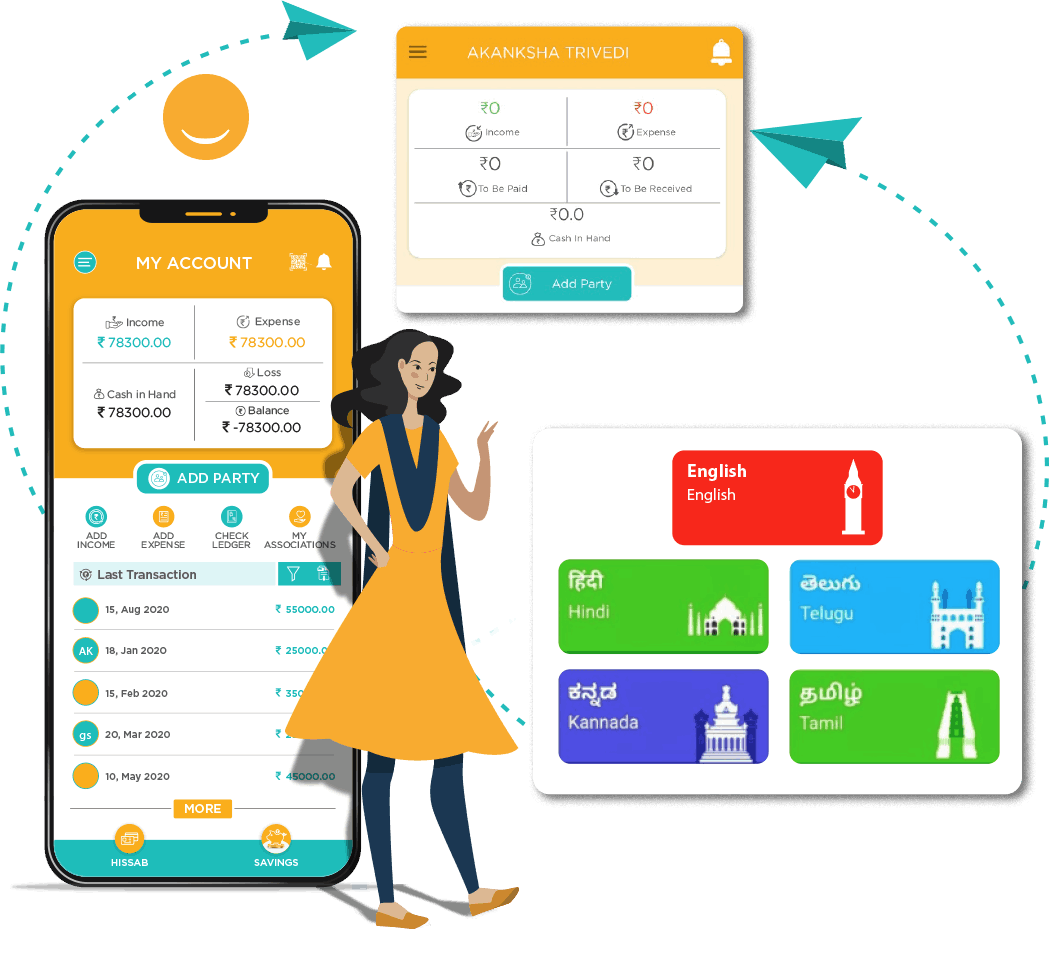 AKANKSHA TRIVEDI
₹0
₹0
Income
Expense
₹0
₹0
To Be Paid
To Be Received
₹0.0
Cash In Hand
Add Party
MY ACCOUNT
Income
Expense
₹ 78300.00
₹ 78300.00
Cash in Hand
₹ 78300.00
Loss
₹ 78300.00
Balance
₹ -78300.00
ADD PARTY
ADD
INCOME
ADD
EXPENSE
CHECK
LEDGER
MY
ASSOCIATIONS
Last Transaction
15, Aug 2020
₹ 55000.00
AK
18, Jan 2020
₹ 25000.0
15, Feb 2020
₹ 350
gs
20, Mar 2020
₹
10, May 2020
₹ 45000.00
MORE
HISSAB
SAVINGS
English
English
हिंदी
Hindi
తెలుగు
Telugu
ಕನ್ನಡ
Kannada
தமிழ்
Tamil